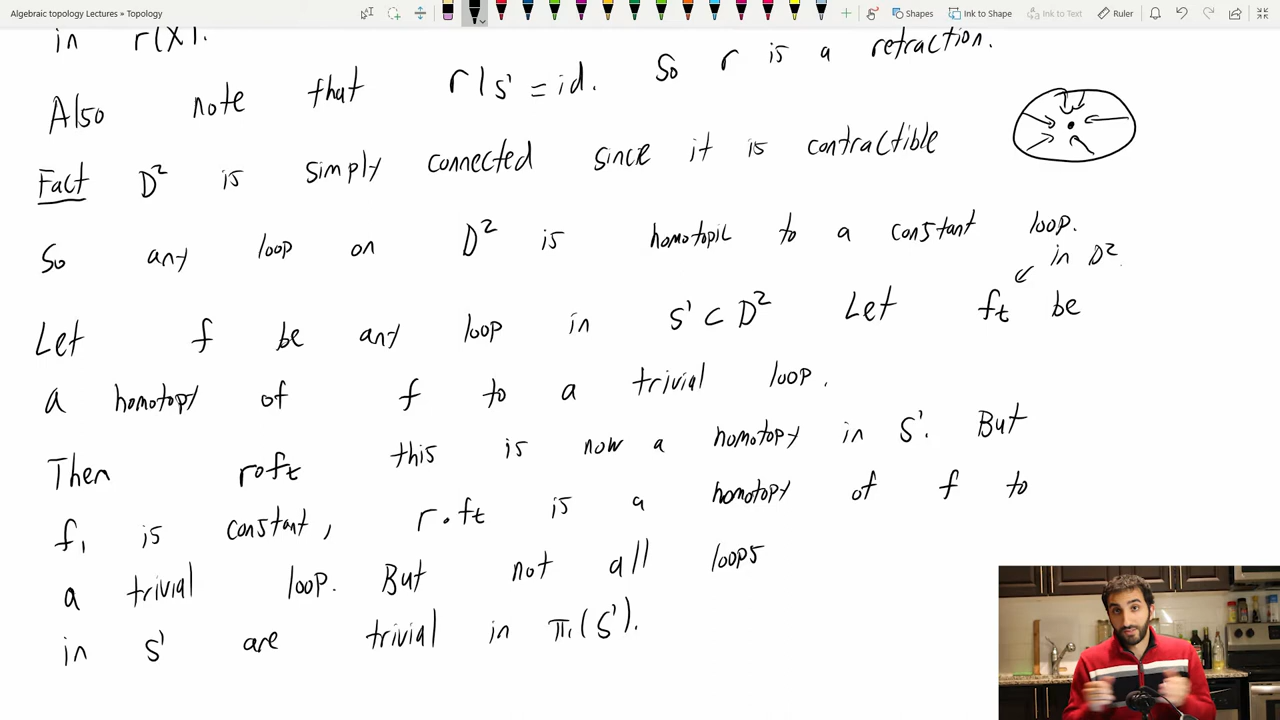 Algebraic topology Lectures » Topology
Shapes Ink to Shape Ink to Text Ruler
in r(x).
Also note that r|s¹ = id. So r is a retraction.
Fact D² is simply connected since it is contractible
So any loop on D² is homotopic to a constant loop.
in D².
Let f be any loop in S¹ ⊂ D² Let fₜ be
a homotopy of f to a trivial loop.
Then r∘fₜ this is now a homotopy in S¹. But
f₁ is constant, r∘fₜ is a homotopy of f to
a trivial loop. But not all loops
in S¹ are trivial in π₁(S¹).